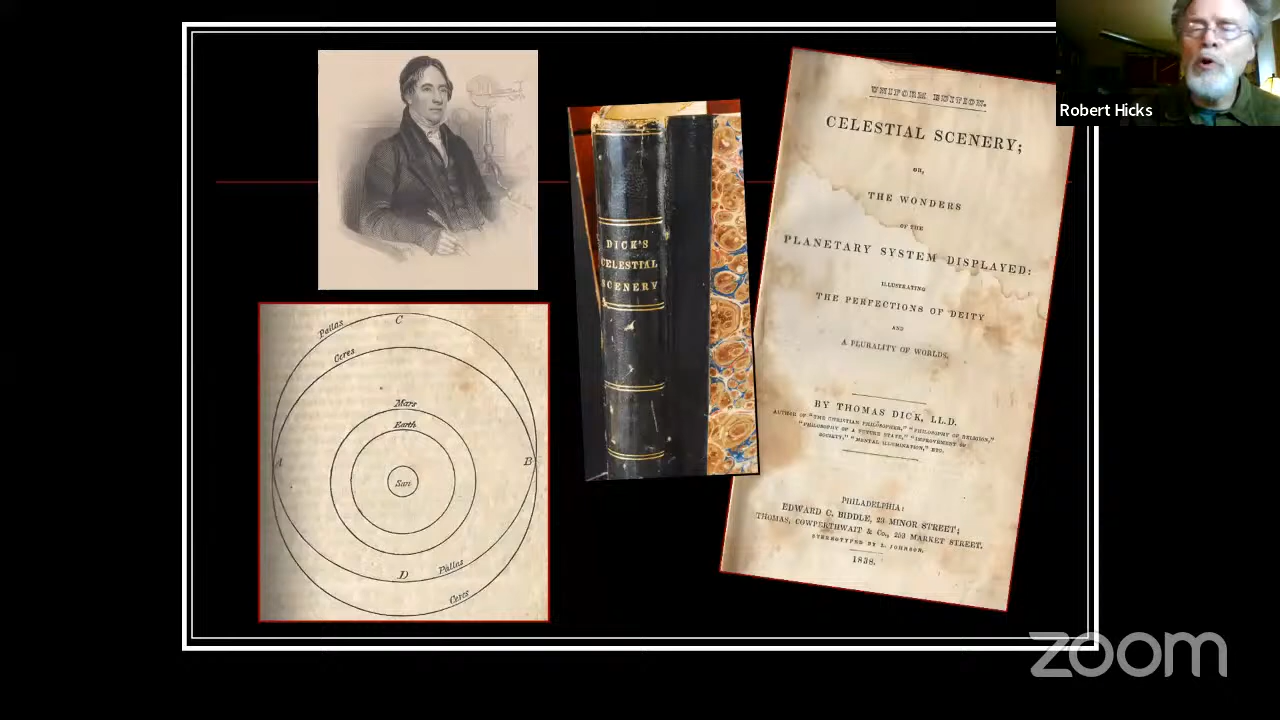 Robert Hicks
UNIFORM EDITION.
CELESTIAL SCENERY;
OR,
THE WONDERS
OF THE
PLANETARY SYSTEM DISPLAYED:
ILLUSTRATING
THE PERFECTIONS OF DEITY
AND
A PLURALITY OF WORLDS.
BY THOMAS DICK, LL.D.
AUTHOR OF "THE CHRISTIAN PHILOSOPHER," "PHILOSOPHY OF RELIGION,"
"PHILOSOPHY OF A FUTURE STATE," "IMPROVEMENT OF
SOCIETY," "MENTAL ILLUMINATION," ETC.
PHILADELPHIA:
EDWARD C. BIDDLE, 23 MINOR STREET;
THOMAS, COWPERTHWAIT & Co., 253 MARKET STREET.
STEREOTYPED BY L. JOHNSON.
1838.
DICK'S
CELESTIAL
SCENERY
Pallas
C
Ceres
Mars
Earth
A
B
Sun
D
Pallas
Ceres
zoom